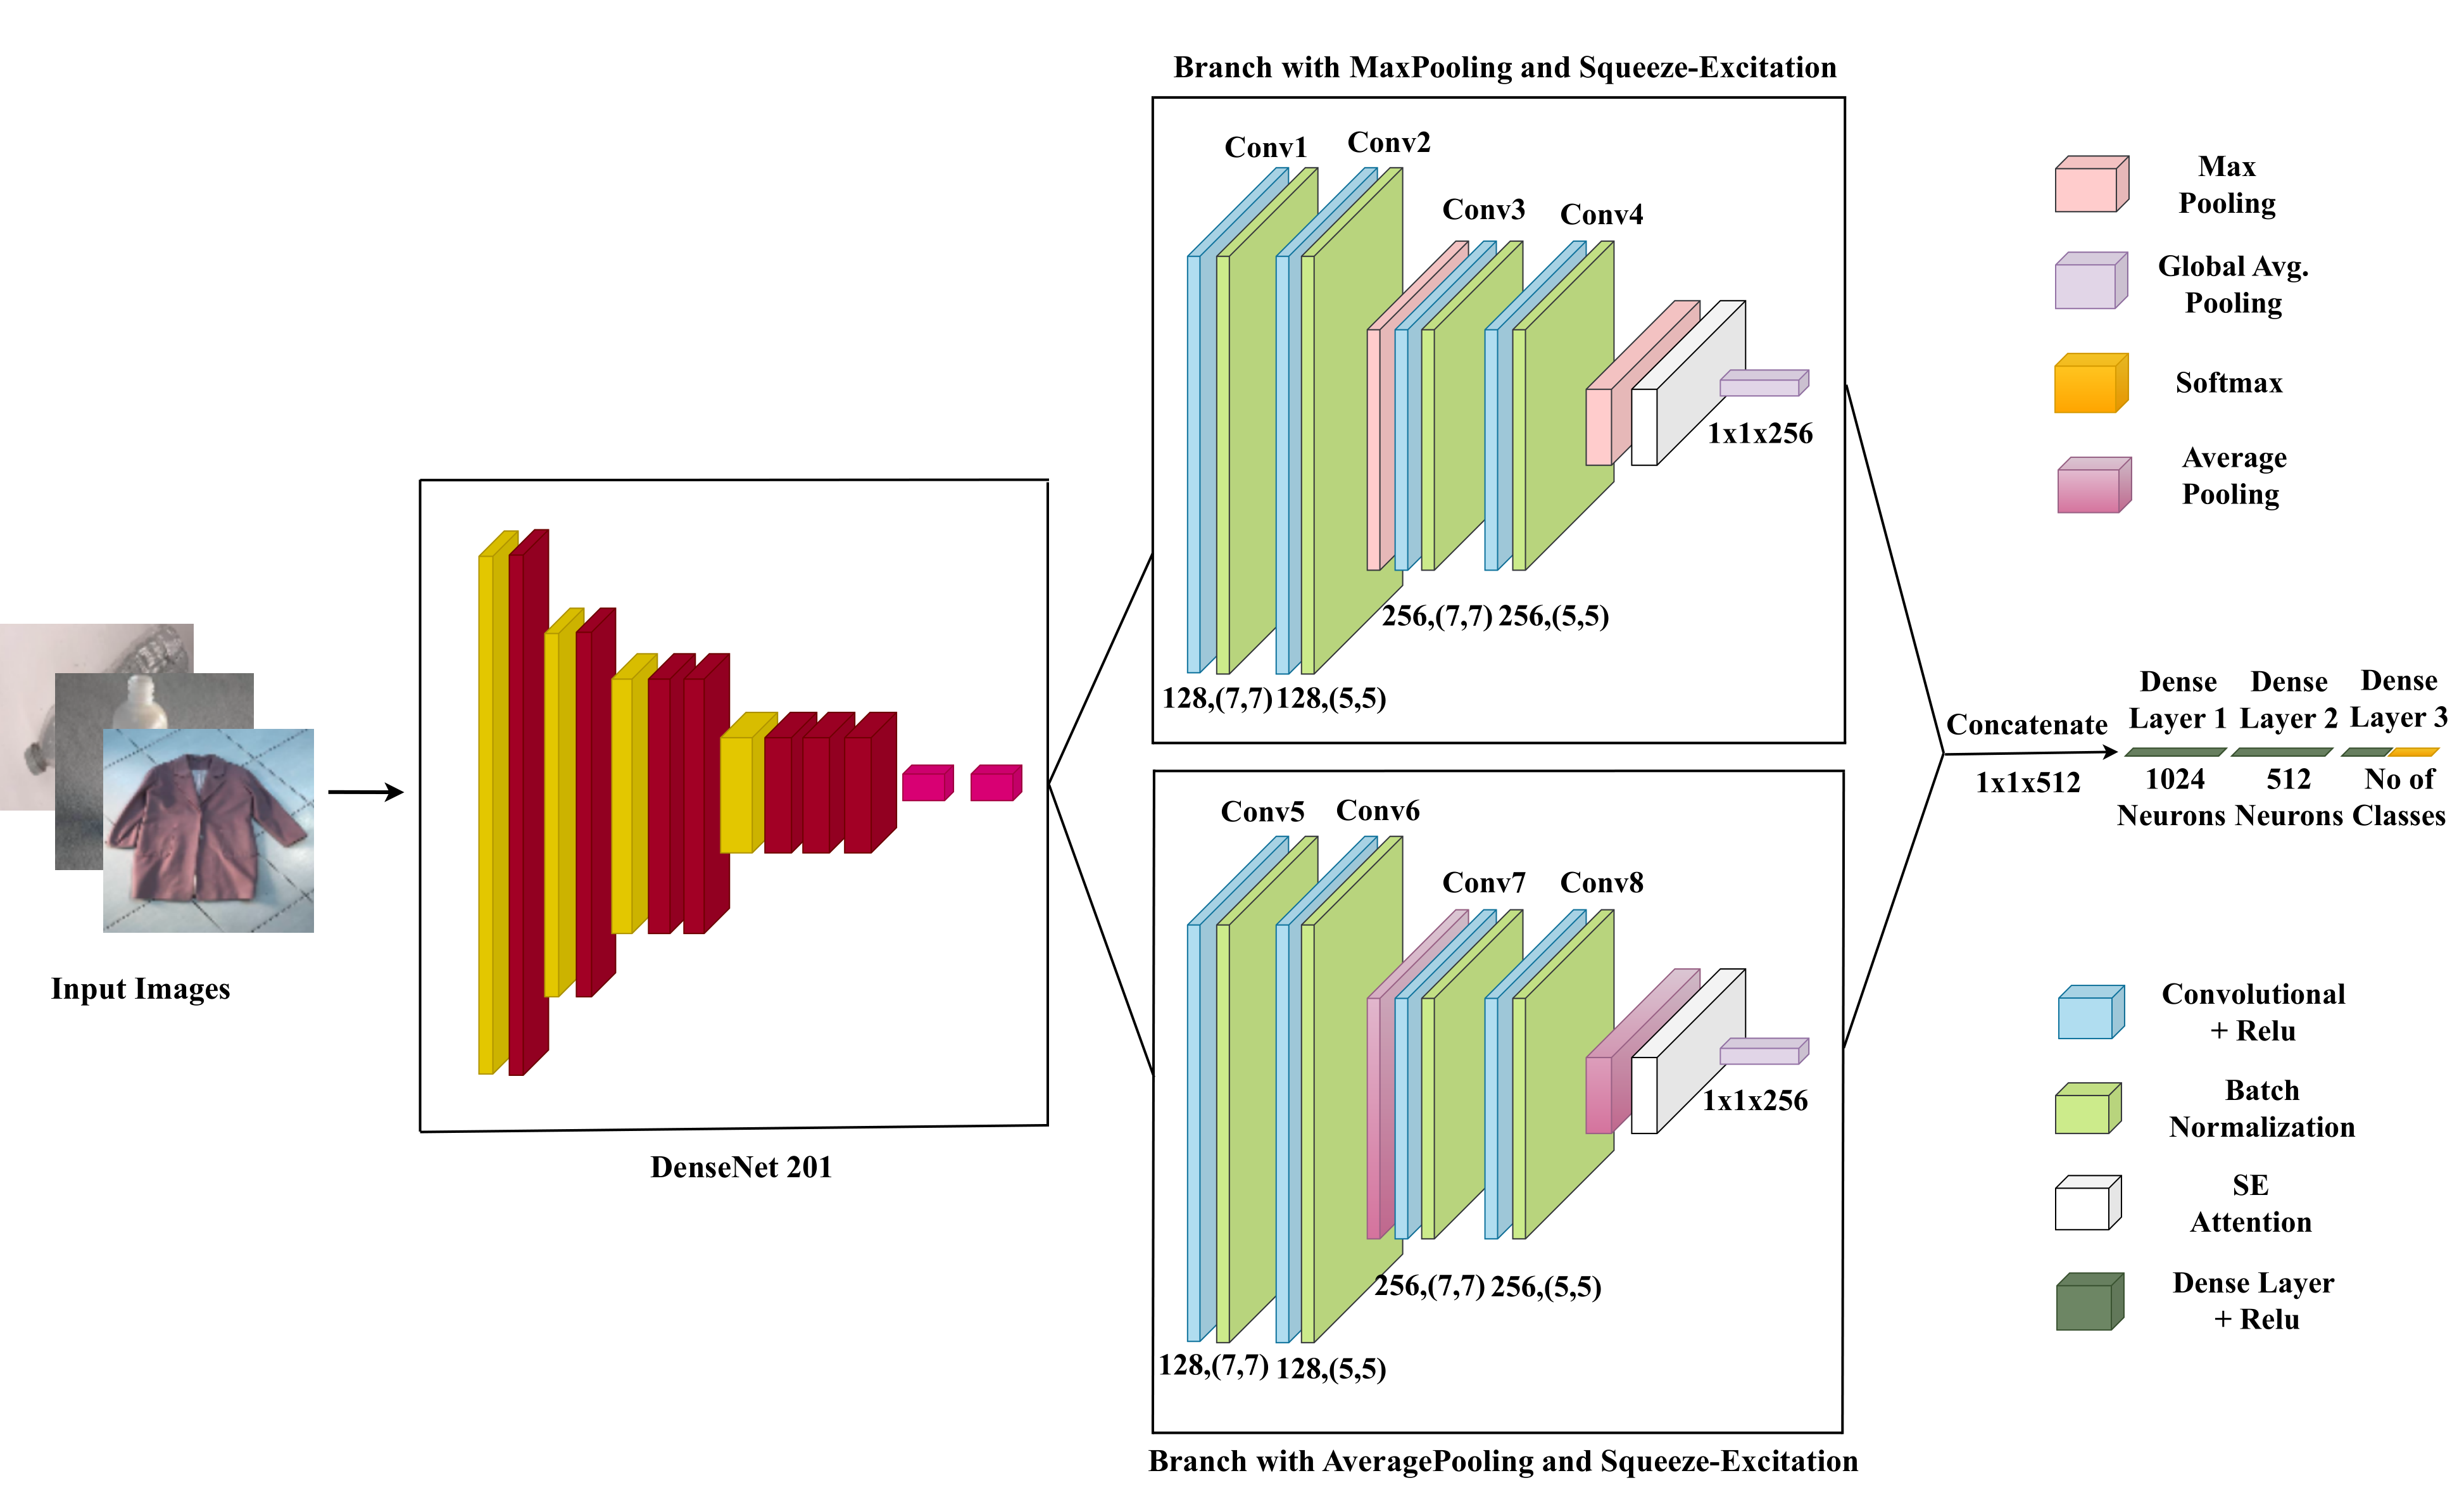 Branch with MaxPooling and Squeeze-Excitation
Conv1
Conv2
Conv3
Conv4
1x1x256
256,(7,7)
256,(5,5)
128,(7,7)
128,(5,5)
Input Images
DenseNet 201
Conv5
Conv6
Conv7
Conv8
1x1x256
256,(7,7)
256,(5,5)
128,(7,7)
128,(5,5)
Branch with AveragePooling and Squeeze-Excitation
Concatenate
1x1x512
Dense
Layer 1
1024
Neurons
Dense
Layer 2
512
Neurons
Dense
Layer 3
No of
Classes
Max
Pooling
Global Avg.
Pooling
Softmax
Average
Pooling
Convolutional
+ Relu
Batch
Normalization
SE
Attention
Dense Layer
+ Relu